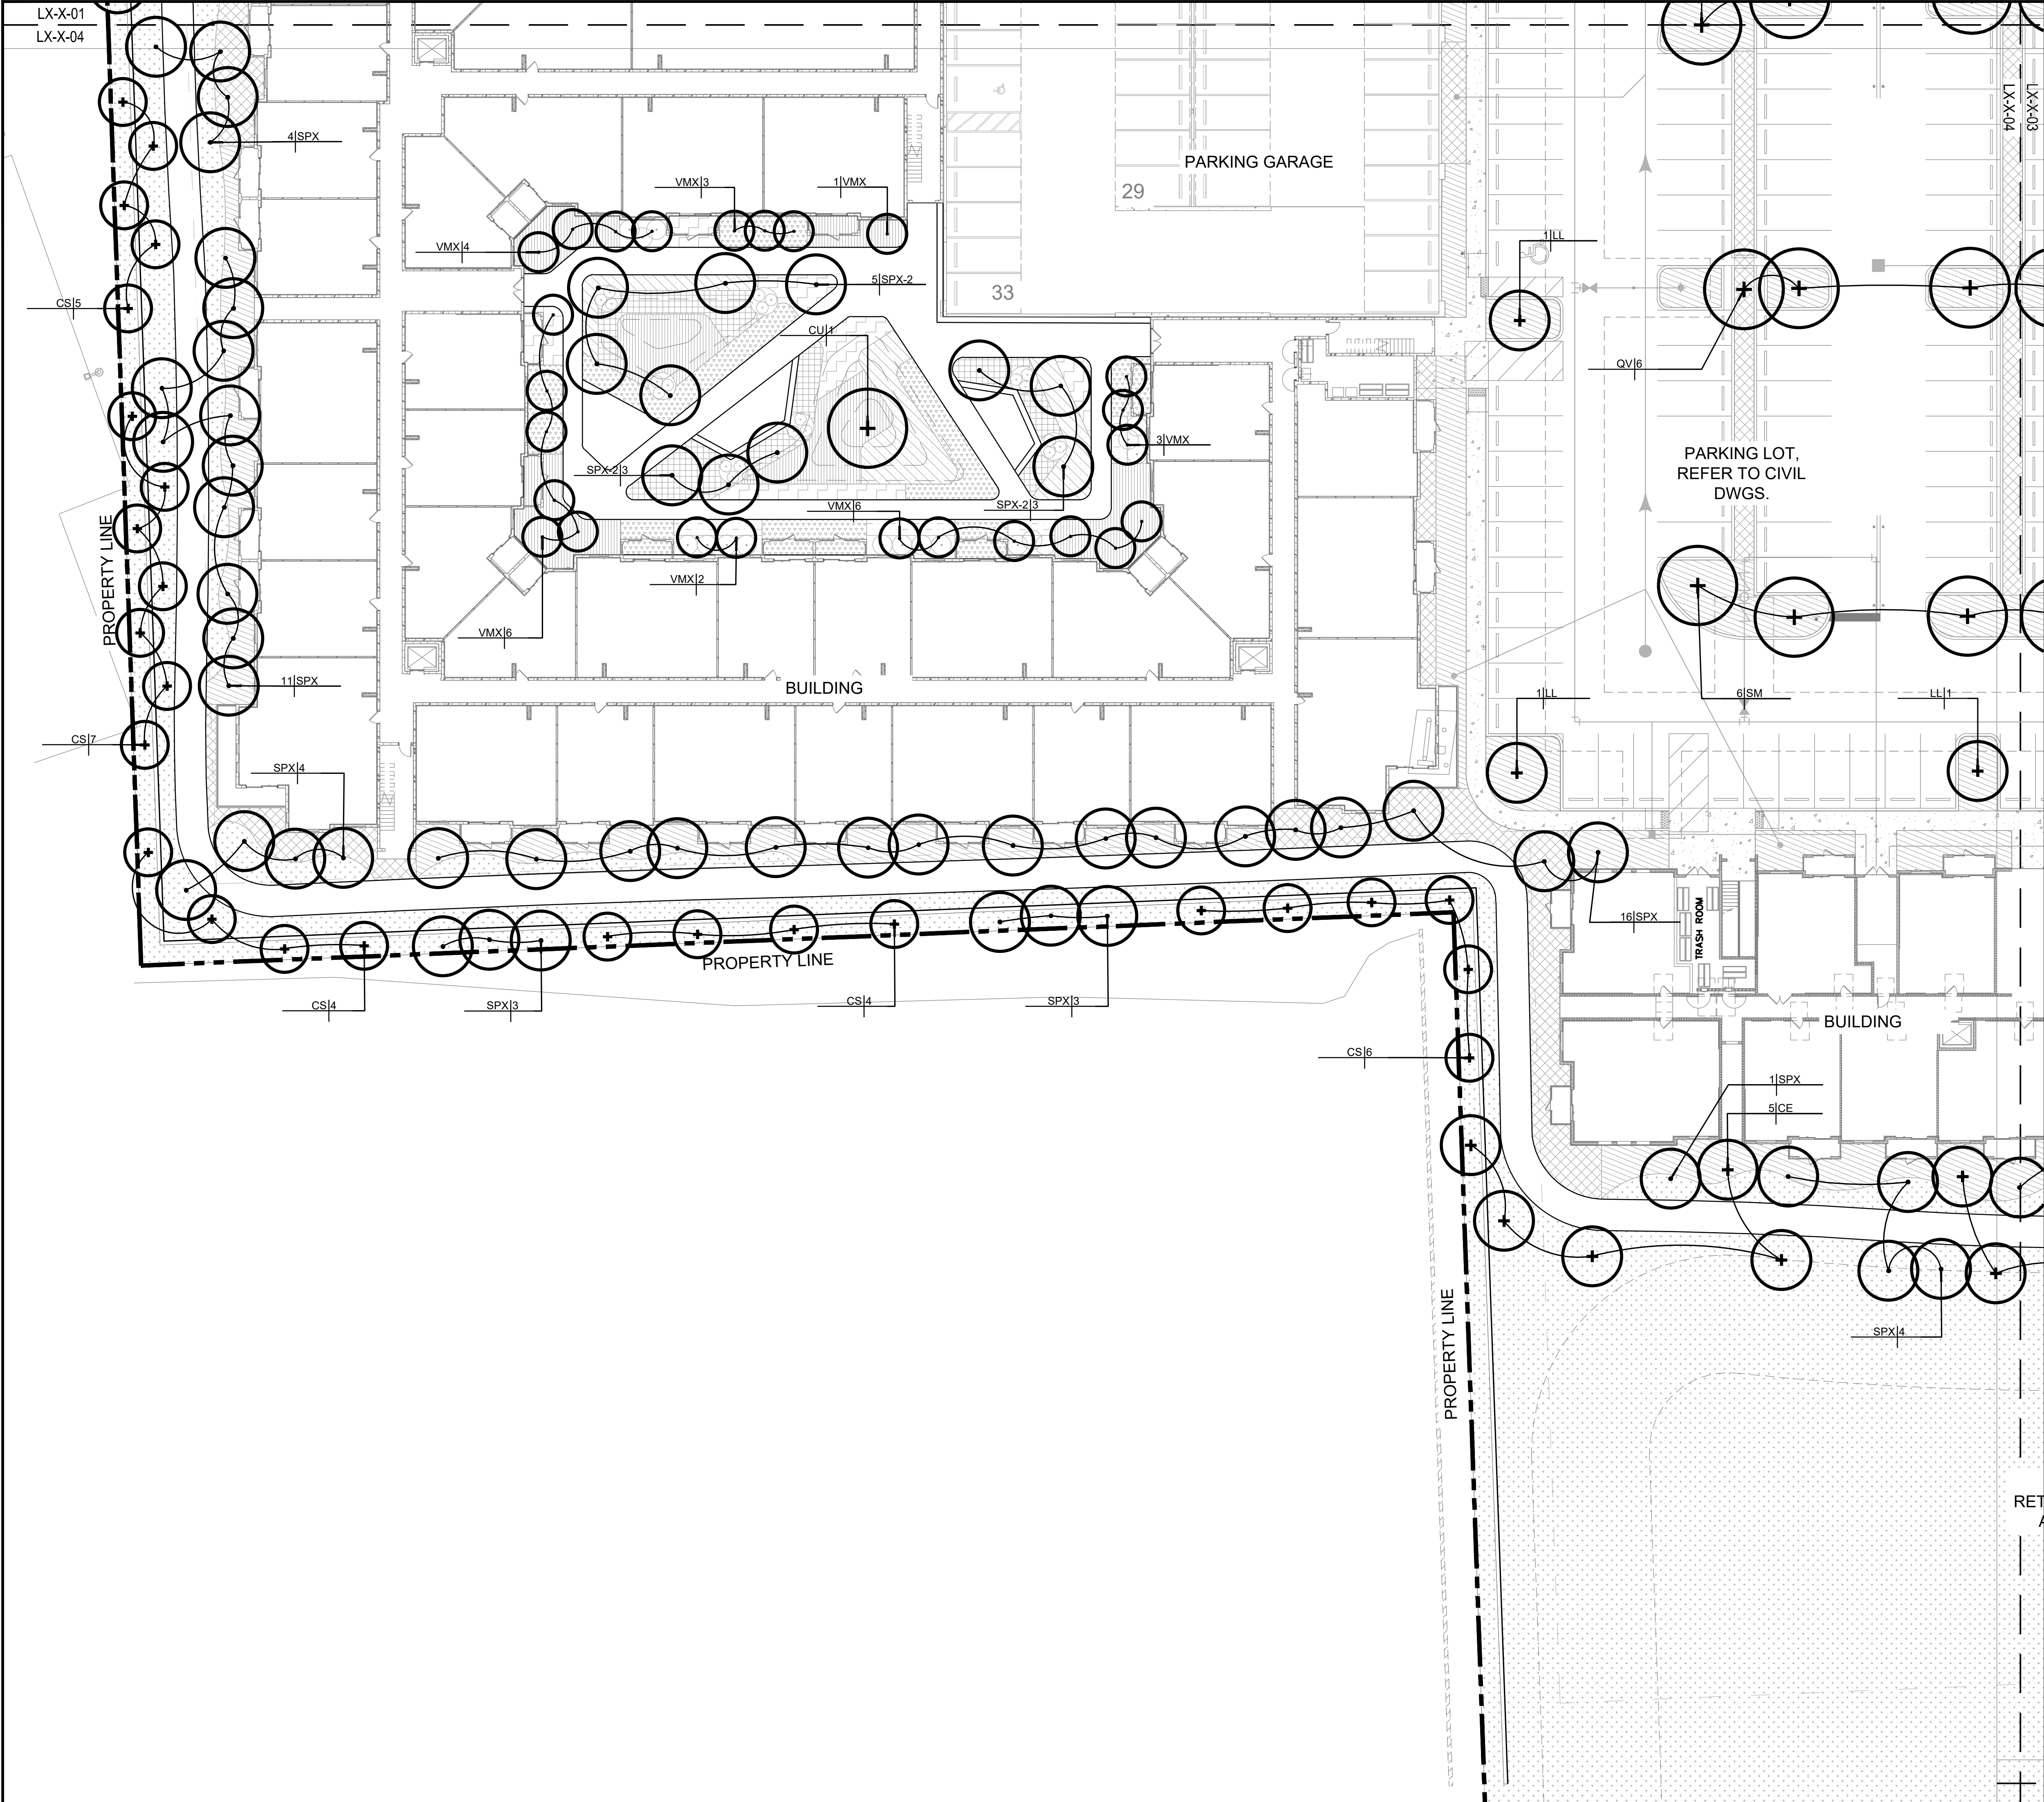 LX-X-01
LX-X-04
LX-X-04
LX-X-03
4|SPX
PARKING GARAGE
VMX|3
1|VMX
29
VMX|4
1|LL
5|SPX-2
33
CS|5
CU|1
QV|6
3|VMX
PARKING LOT,
REFER TO CIVIL
DWGS.
SPX-2|3
SPX-2|3
VMX|6
PROPERTY LINE
VMX|2
VMX|6
11|SPX
BUILDING
1|LL
6|SM
LL|1
CS|7
SPX|4
16|SPX
TRASH ROOM
PROPERTY LINE
CS|4
SPX|3
CS|4
SPX|3
BUILDING
CS|6
1|SPX
5|CE
PROPERTY LINE
SPX|4
RET
A